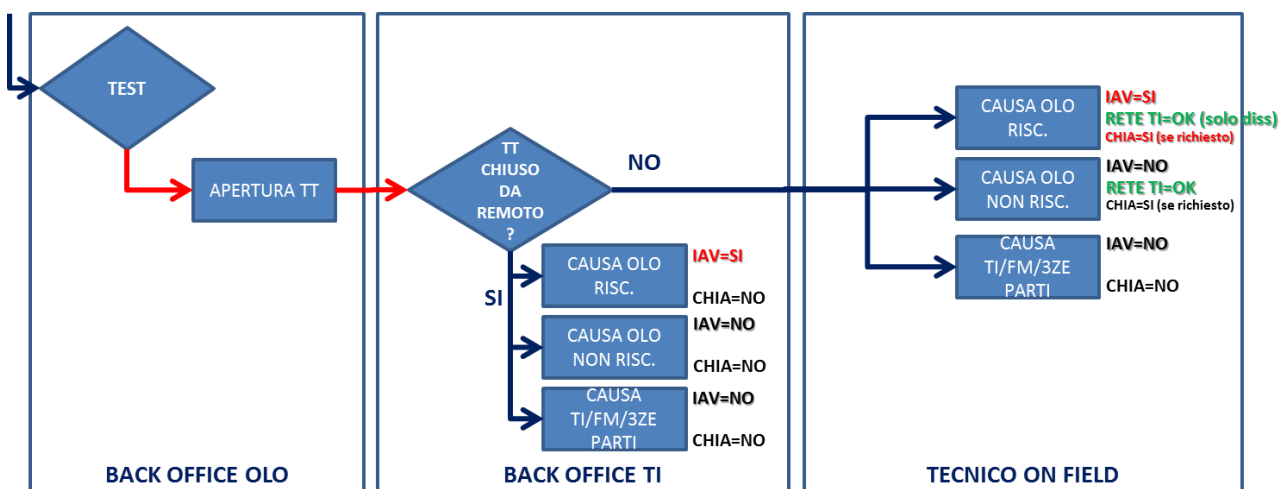 TEST
APERTURA TT
BACK OFFICE OLO
TT
CHIUSO
DA
REMOTO
?
NO
SI
CAUSA OLO
RISC.
IAV=SI
CHIA=NO
CAUSA OLO
NON RISC.
IAV=NO
CHIA=NO
CAUSA
TI/FM/3ZE
PARTI
IAV=NO
CHIA=NO
BACK OFFICE TI
CAUSA OLO
RISC.
IAV=SI
RETE TI=OK (solo diss)
CHIA=SI (se richiesto)
CAUSA OLO
NON RISC.
IAV=NO
RETE TI=OK
CHIA=SI (se richiesto)
CAUSA
TI/FM/3ZE
PARTI
IAV=NO
CHIA=NO
TECNICO ON FIELD